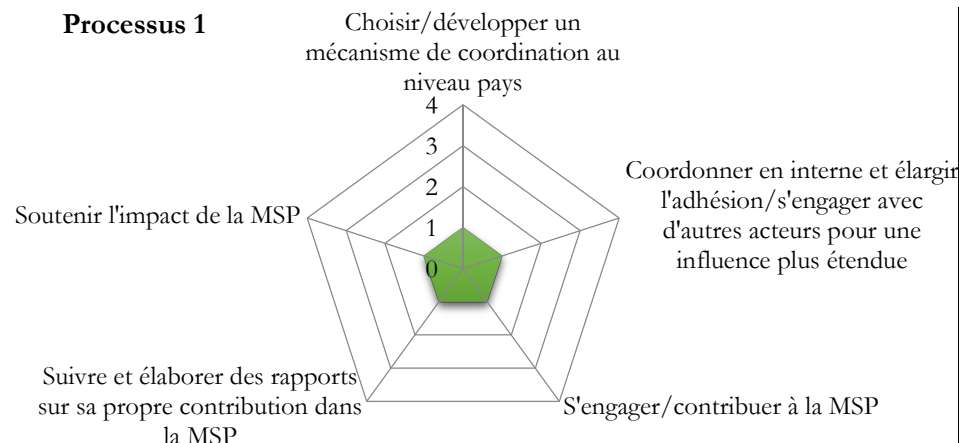 Processus 1
Choisir/développer un
mécanisme de coordination au
niveau pays
4
3
2
1
0
Coordonner en interne et élargir
l'adhésion/s'engager avec
d'autres acteurs pour une
influence plus étendue
S'engager/contribuer à la MSP
Suivre et élaborer des rapports
sur sa propre contribution dans
la MSP
Soutenir l'impact de la MSP